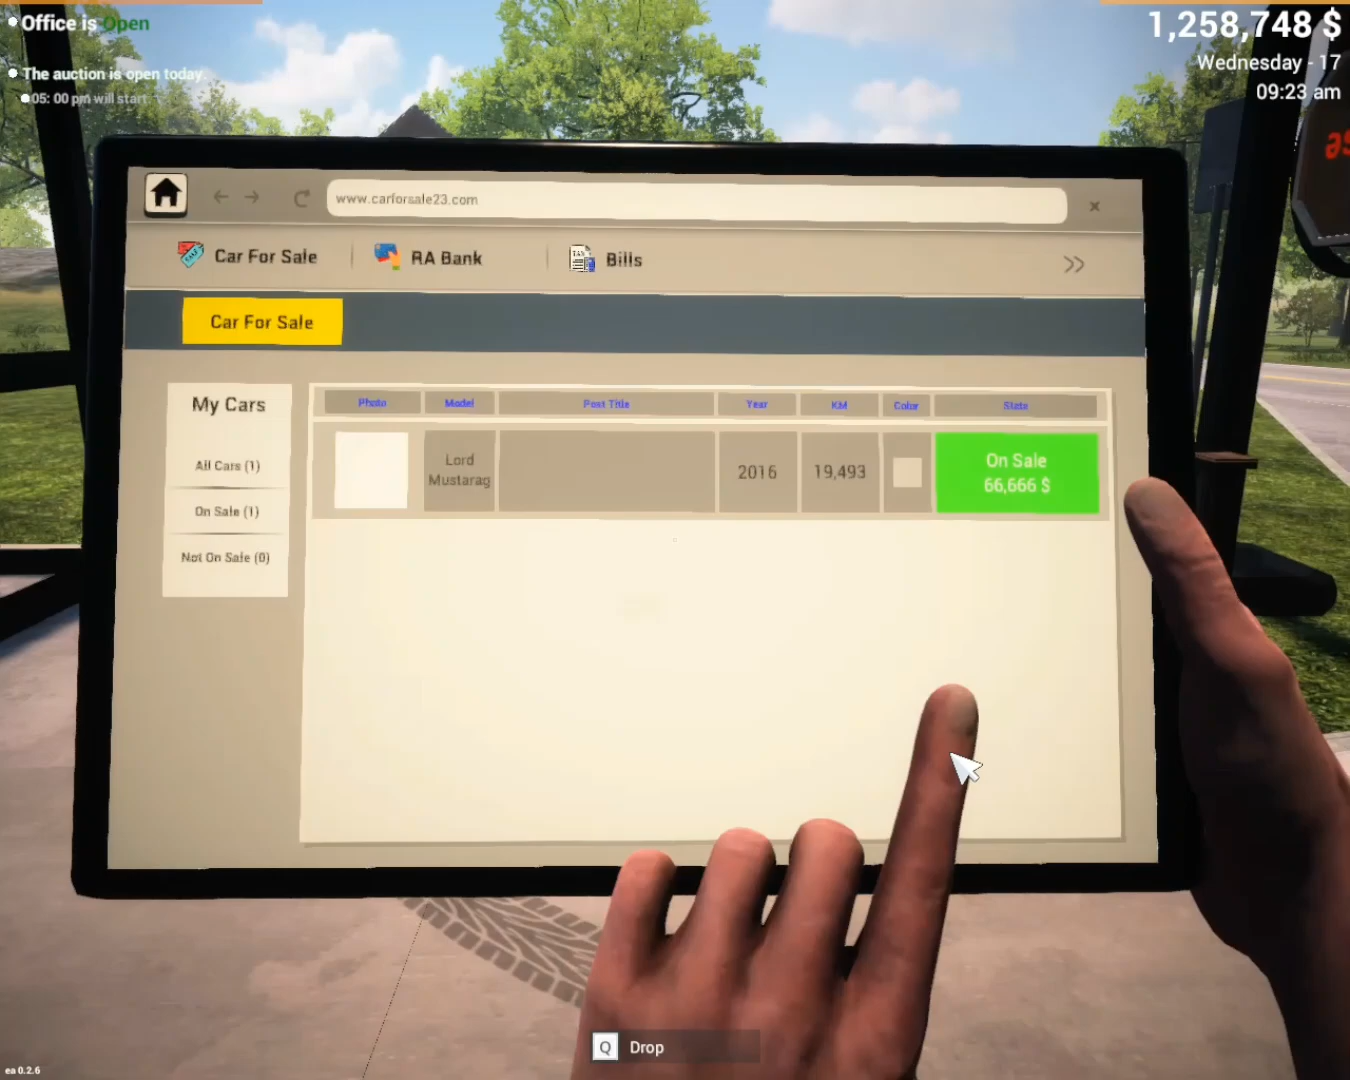 Office is Open
The auction is open today.
05: 00 pm will start.
1,258,748 $
Wednesday - 17
09:23 am
www.carforsale23.com
Car For Sale
RA Bank
Bills
Car For Sale
My Cars
All Cars (1)
On Sale (1)
Not On Sale (0)
Photo
Model
Post Title
Year
KM
Color
State
Lord
Mustarag
2016
19,493
On Sale
66,666 $
Q
Drop
ea 0.2.6